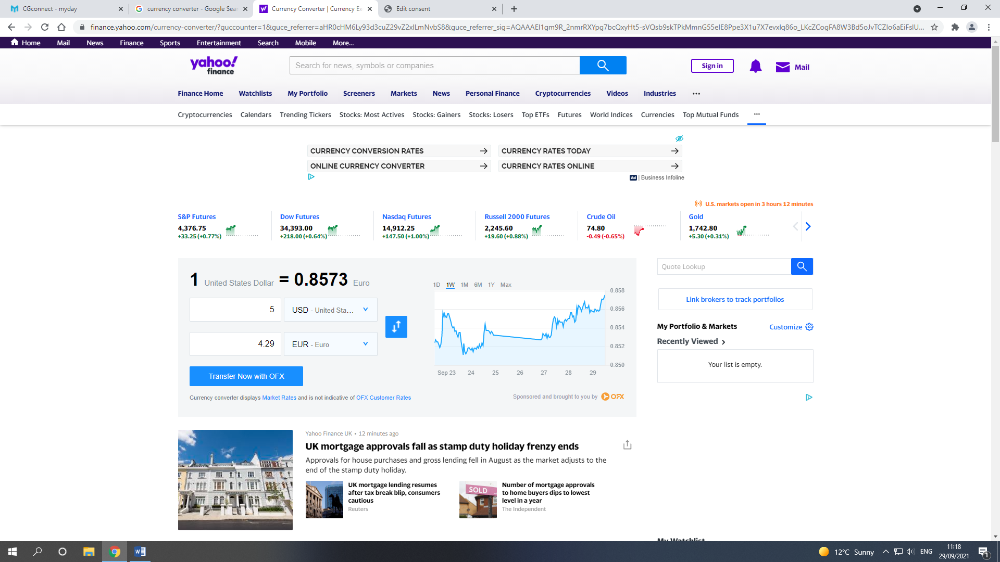 CGconnect - myday
currency converter - Google Sear
Currency Converter | Currency Ex
Edit consent
finance.yahoo.com/currency-converter/?guccounter=1&guce_referrer=aHR0cHM6Ly93d3cuZ29vZ2xlLmNvbS8&guce_referrer_sig=AQAAAEI1gm9R_2nmrRXYpg7bcQxyHt5-sVQsb9skTPkMmnG55eIE8Ppe3X1u7X7evxlq86o_LKcZCogFA8W3Bd5oJvTCZIo6aEiFslU...
Home Mail News Finance Sports Entertainment Search Mobile More...
yahoo! finance
Search for news, symbols or companies
Sign in
Mail
Finance Home Watchlists My Portfolio Screeners Markets News Personal Finance Cryptocurrencies Videos Industries ...
Cryptocurrencies Calendars Trending Tickers Stocks: Most Actives Stocks: Gainers Stocks: Losers Top ETFs Futures World Indices Currencies Top Mutual Funds ...
CURRENCY CONVERSION RATES
CURRENCY RATES TODAY
ONLINE CURRENCY CONVERTER
CURRENCY RATES ONLINE
Ad | Business Infoline
U.S. markets open in 3 hours 12 minutes
S&P Futures
4,376.75
+33.25 (+0.77%)
Dow Futures
34,393.00
+218.00 (+0.64%)
Nasdaq Futures
14,912.25
+147.50 (+1.00%)
Russell 2000 Futures
2,245.60
+19.60 (+0.88%)
Crude Oil
74.80
-0.49 (-0.65%)
Gold
1,742.80
+5.30 (+0.31%)
1 United States Dollar = 0.8573 Euro
5
USD - United Sta...
4.29
EUR - Euro
Transfer Now with OFX
Currency converter displays Market Rates and is not indicative of OFX Customer Rates
1D 1W 1M 6M 1Y Max
0.858
0.856
0.854
0.852
0.850
Sep 23 24 25 26 27 28 29
Sponsored and brought to you by OFX
Quote Lookup
Link brokers to track portfolios
My Portfolio & Markets
Customize
Recently Viewed
Your list is empty.
Yahoo Finance UK • 12 minutes ago
UK mortgage approvals fall as stamp duty holiday frenzy ends
Approvals for house purchases and gross lending fell in August as the market adjusts to the
end of the stamp duty holiday.
UK mortgage lending resumes
after tax break blip, consumers
cautious
Reuters
SOLD
Number of mortgage approvals
to home buyers dips to lowest
level in a year
The Independent
My Watchlist
12°C Sunny
ENG
11:18
29/09/2021
1